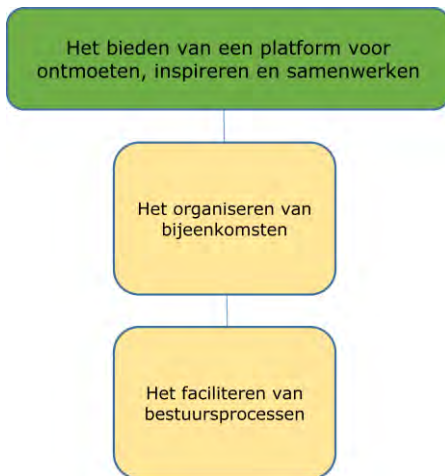 Het bieden van een platform voor
ontmoeten, inspireren en samenwerken
Het organiseren van
bijeenkomsten
Het faciliteren van
bestuursprocessen